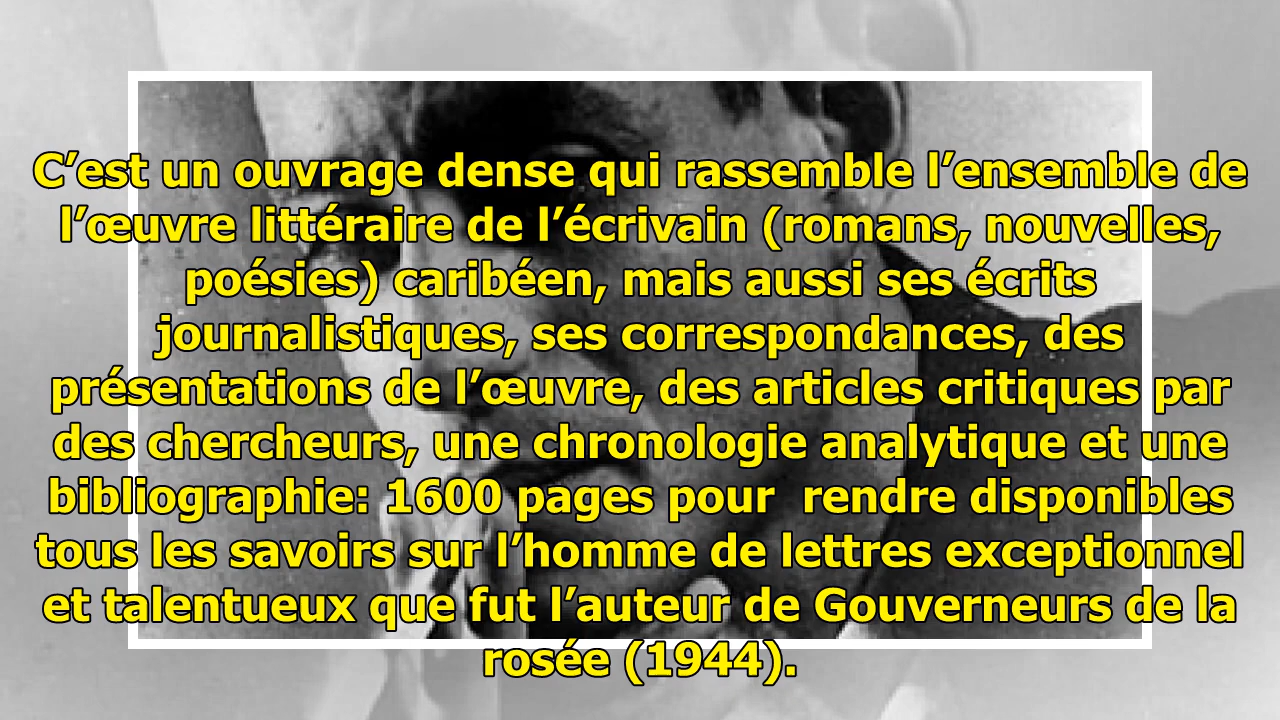 C’est un ouvrage dense qui rassemble l’ensemble de
l’œuvre littéraire de l’écrivain (romans, nouvelles,
poésies) caribéen, mais aussi ses écrits
journalistiques, ses correspondances, des
présentations de l’œuvre, des articles critiques par
des chercheurs, une chronologie analytique et une
bibliographie: 1600 pages pour  rendre disponibles
tous les savoirs sur l’homme de lettres exceptionnel
et talentueux que fut l’auteur de Gouverneurs de la
rosée (1944).